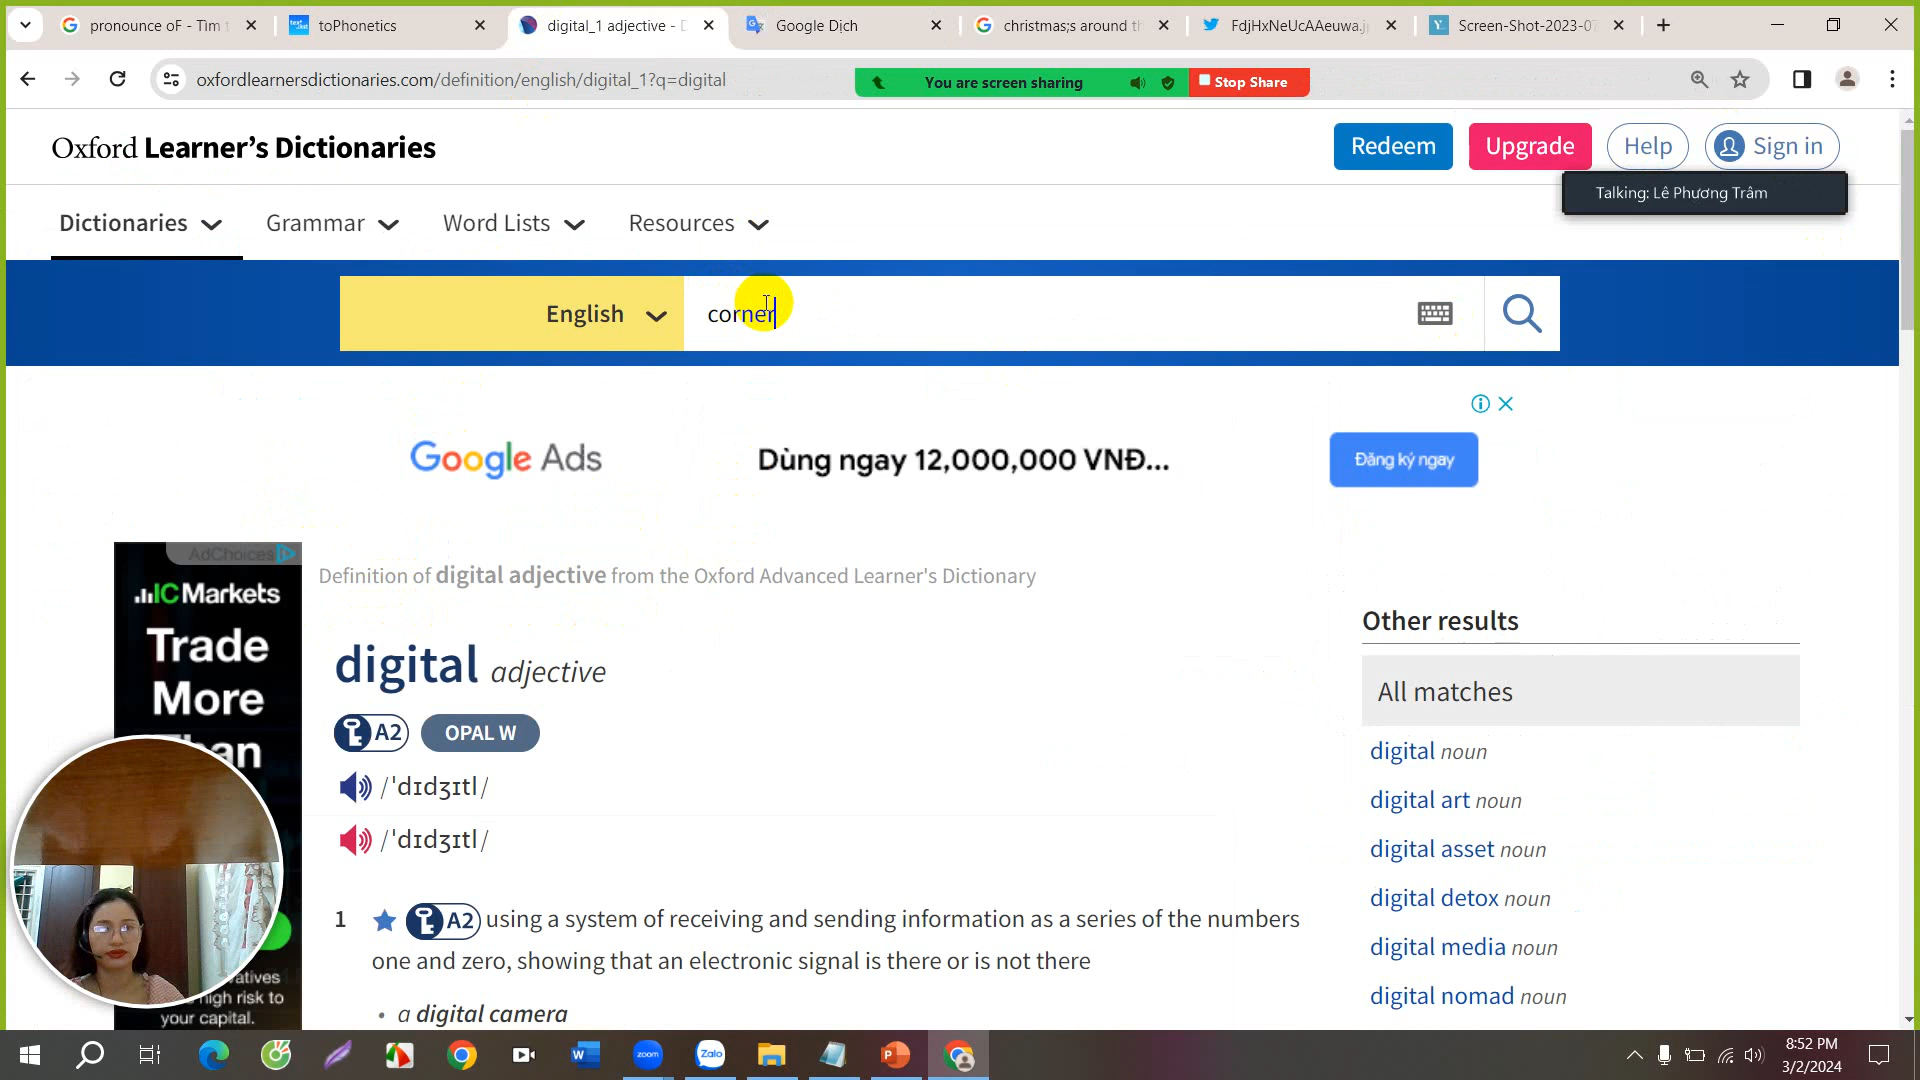 pronounce oF - Tìm
toPhonetics
digital_1 adjective - D
Google Dịch
christmas;s around th
FdjHxNeUcAAeuwa.j
Screen-Shot-2023-07
oxfordlearnersdictionaries.com/definition/english/digital_1?q=digital
You are screen sharing
Stop Share
Oxford Learner's Dictionaries
Redeem
Upgrade
Help
Sign in
Talking: Lê Phương Trâm
Dictionaries
Grammar
Word Lists
Resources
English
corner
Google Ads
Dùng ngay 12,000,000 VNĐ...
Đăng ký ngay
AdChoices
IC Markets
Trade
More
Than
Definition of digital adjective from the Oxford Advanced Learner's Dictionary
digital adjective
A2
OPAL W
/ˈdɪdʒɪtl/
/ˈdɪdʒɪtl/
1 A2 using a system of receiving and sending information as a series of the numbers
one and zero, showing that an electronic signal is there or is not there
• a digital camera
high risk to
your capital.
Other results
All matches
digital noun
digital art noun
digital asset noun
digital detox noun
digital media noun
digital nomad noun
zoom
Zalo
8:52 PM
3/2/2024